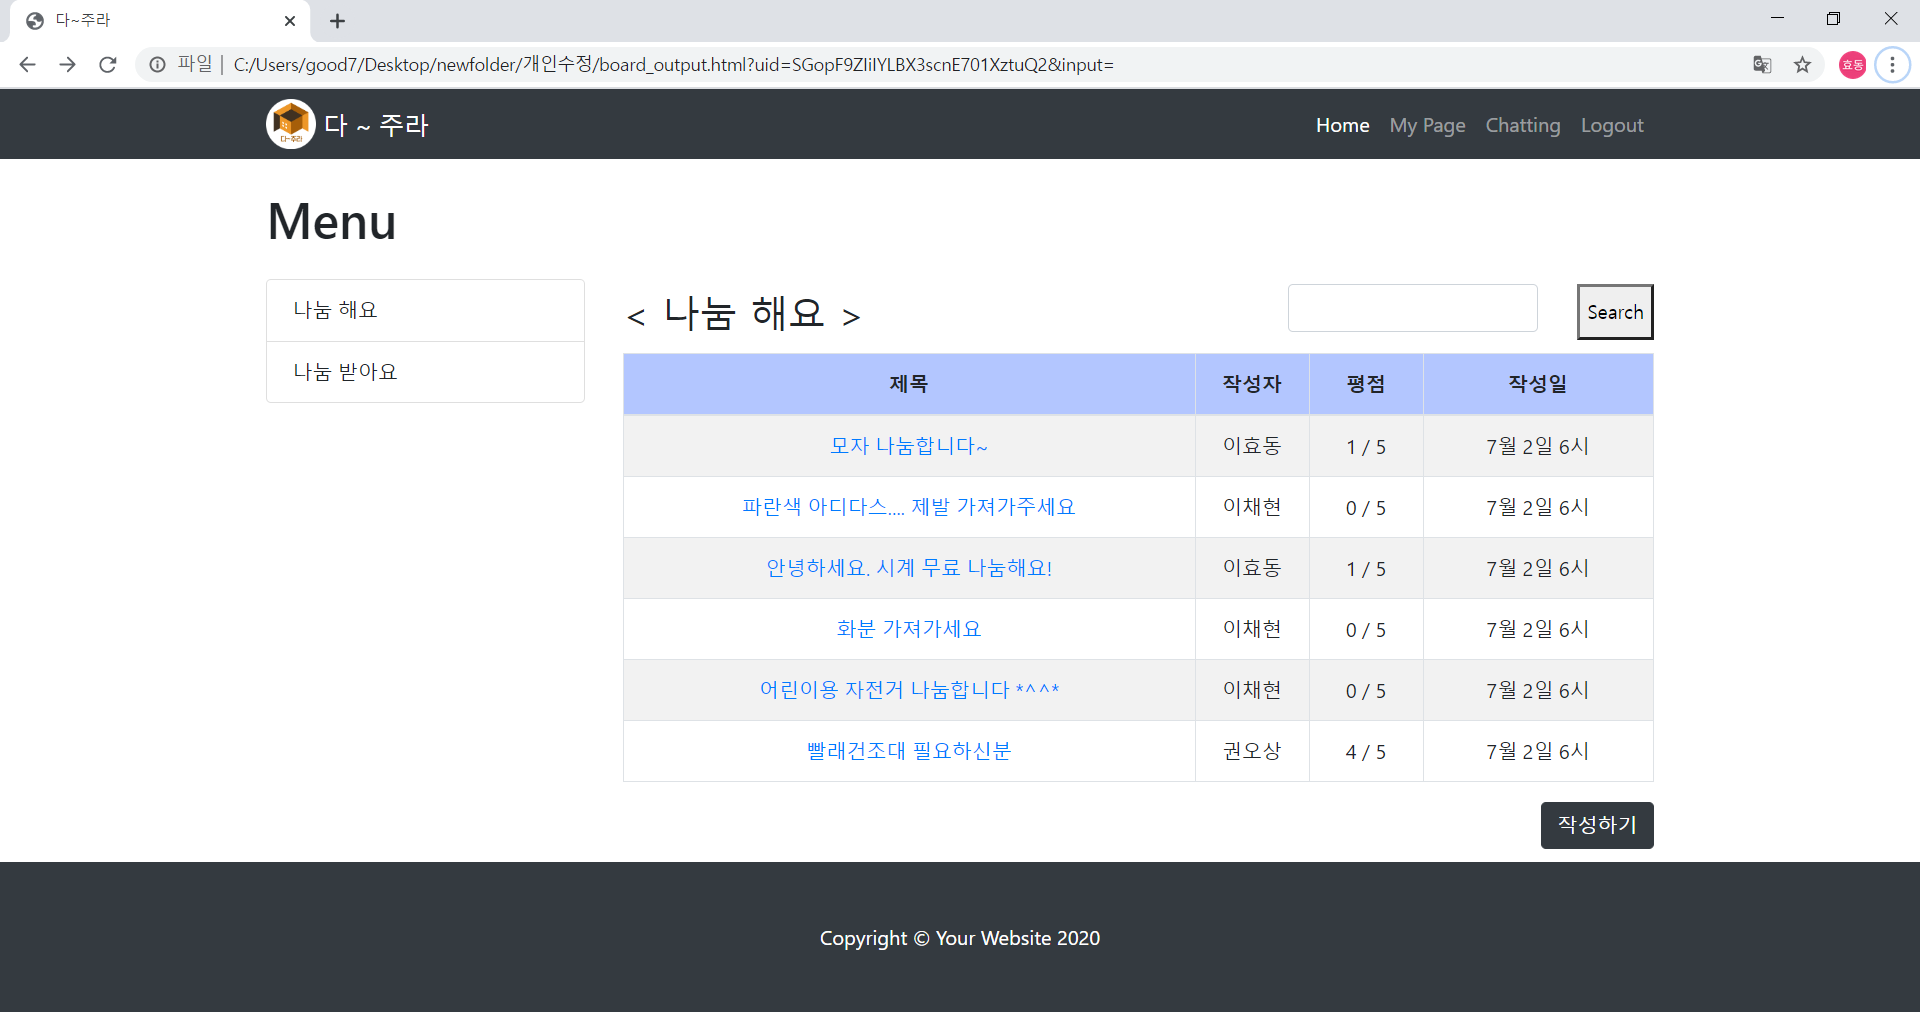 다~주라
파일 | C:/Users/good7/Desktop/newfolder/개인수정/board_output.html?uid=SGopF9ZIiIYLBX3scnE701XztuQ2&input=
효동
다~주라
다 ~ 주라
Home My Page Chatting Logout
Menu
나눔 해요
나눔 받아요
< 나눔 해요 >
Search
제목 작성자 평점 작성일
모자 나눔합니다~ 이효동 1 / 5 7월 2일 6시
파란색 아디다스.... 제발 가져가주세요 이채현 0 / 5 7월 2일 6시
안녕하세요. 시계 무료 나눔해요! 이효동 1 / 5 7월 2일 6시
화분 가져가세요 이채현 0 / 5 7월 2일 6시
어린이용 자전거 나눔합니다 *^^* 이채현 0 / 5 7월 2일 6시
빨래건조대 필요하신분 권오상 4 / 5 7월 2일 6시
작성하기
Copyright © Your Website 2020